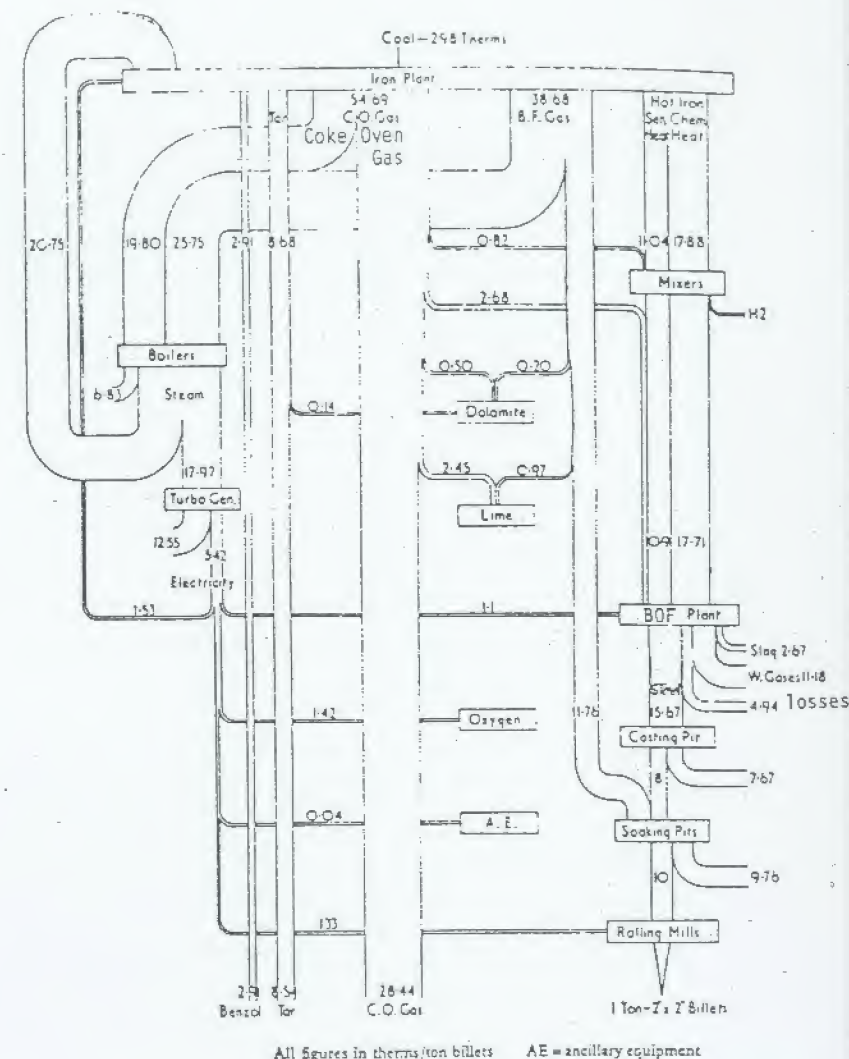 Coal—298 Therms
Iron Plant
Tar
54·69
C.O. Gas
Coke Oven
Gas
38·68
B.F. Gas
Hot Iron
Sen. Chem.
Heat Heat
20·75
19·80
25·75
2·91
8·68
0·82
11·04
17·88
Mixers
2·68
H2
Boilers
6·83
Steam
0·50
0·20
0·14
Dolomite
17·97
2·45
0·97
Turbo Gen.
Lime
12·55
5·42
10·91
17·71
Electricity
1·53
1·1
BOF Plant
Slag 2·67
W. Gases 11·18
4·94 losses
Steel
15·67
1·42
Oxygen
11·76
Casting Pit
7·67
8
0·04
A. E.
Soaking Pits
10
9·76
1·33
Rolling Mills
2·91
8·54
28·44
Benzol
Tar
C.O. Gas
1 Ton—2" x 2" Billets
All figures in therms/ton billets
AE = ancillary equipment